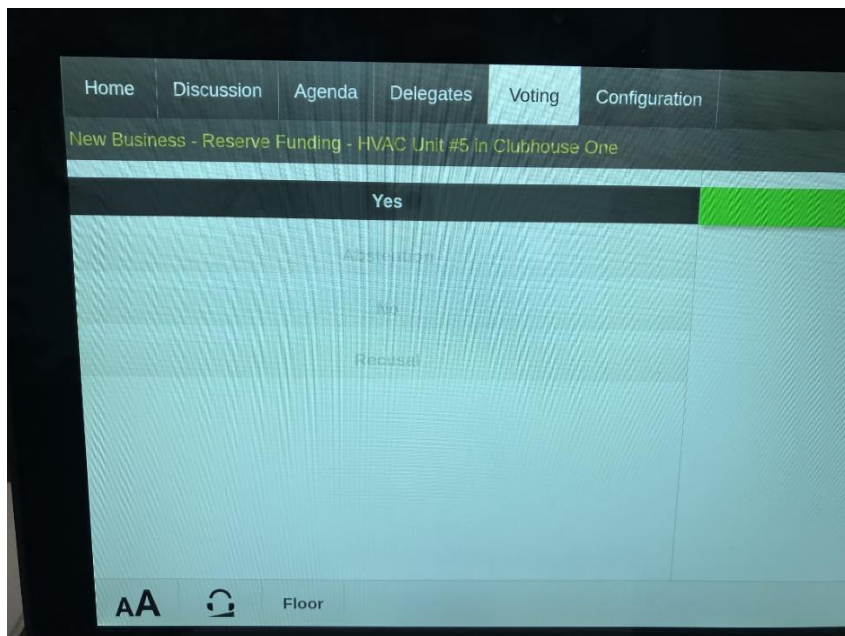 Home Discussion Agenda Delegates Voting Configuration
New Business - Reserve Funding - HVAC Unit #5 in Clubhouse One
Yes
Abstention
No
Recusal
AA Floor